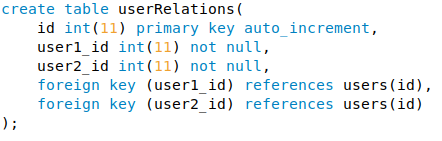 create table userRelations(
    id int(11) primary key auto_increment,
    user1_id int(11) not null,
    user2_id int(11) not null,
    foreign key (user1_id) references users(id),
    foreign key (user2_id) references users(id)
);